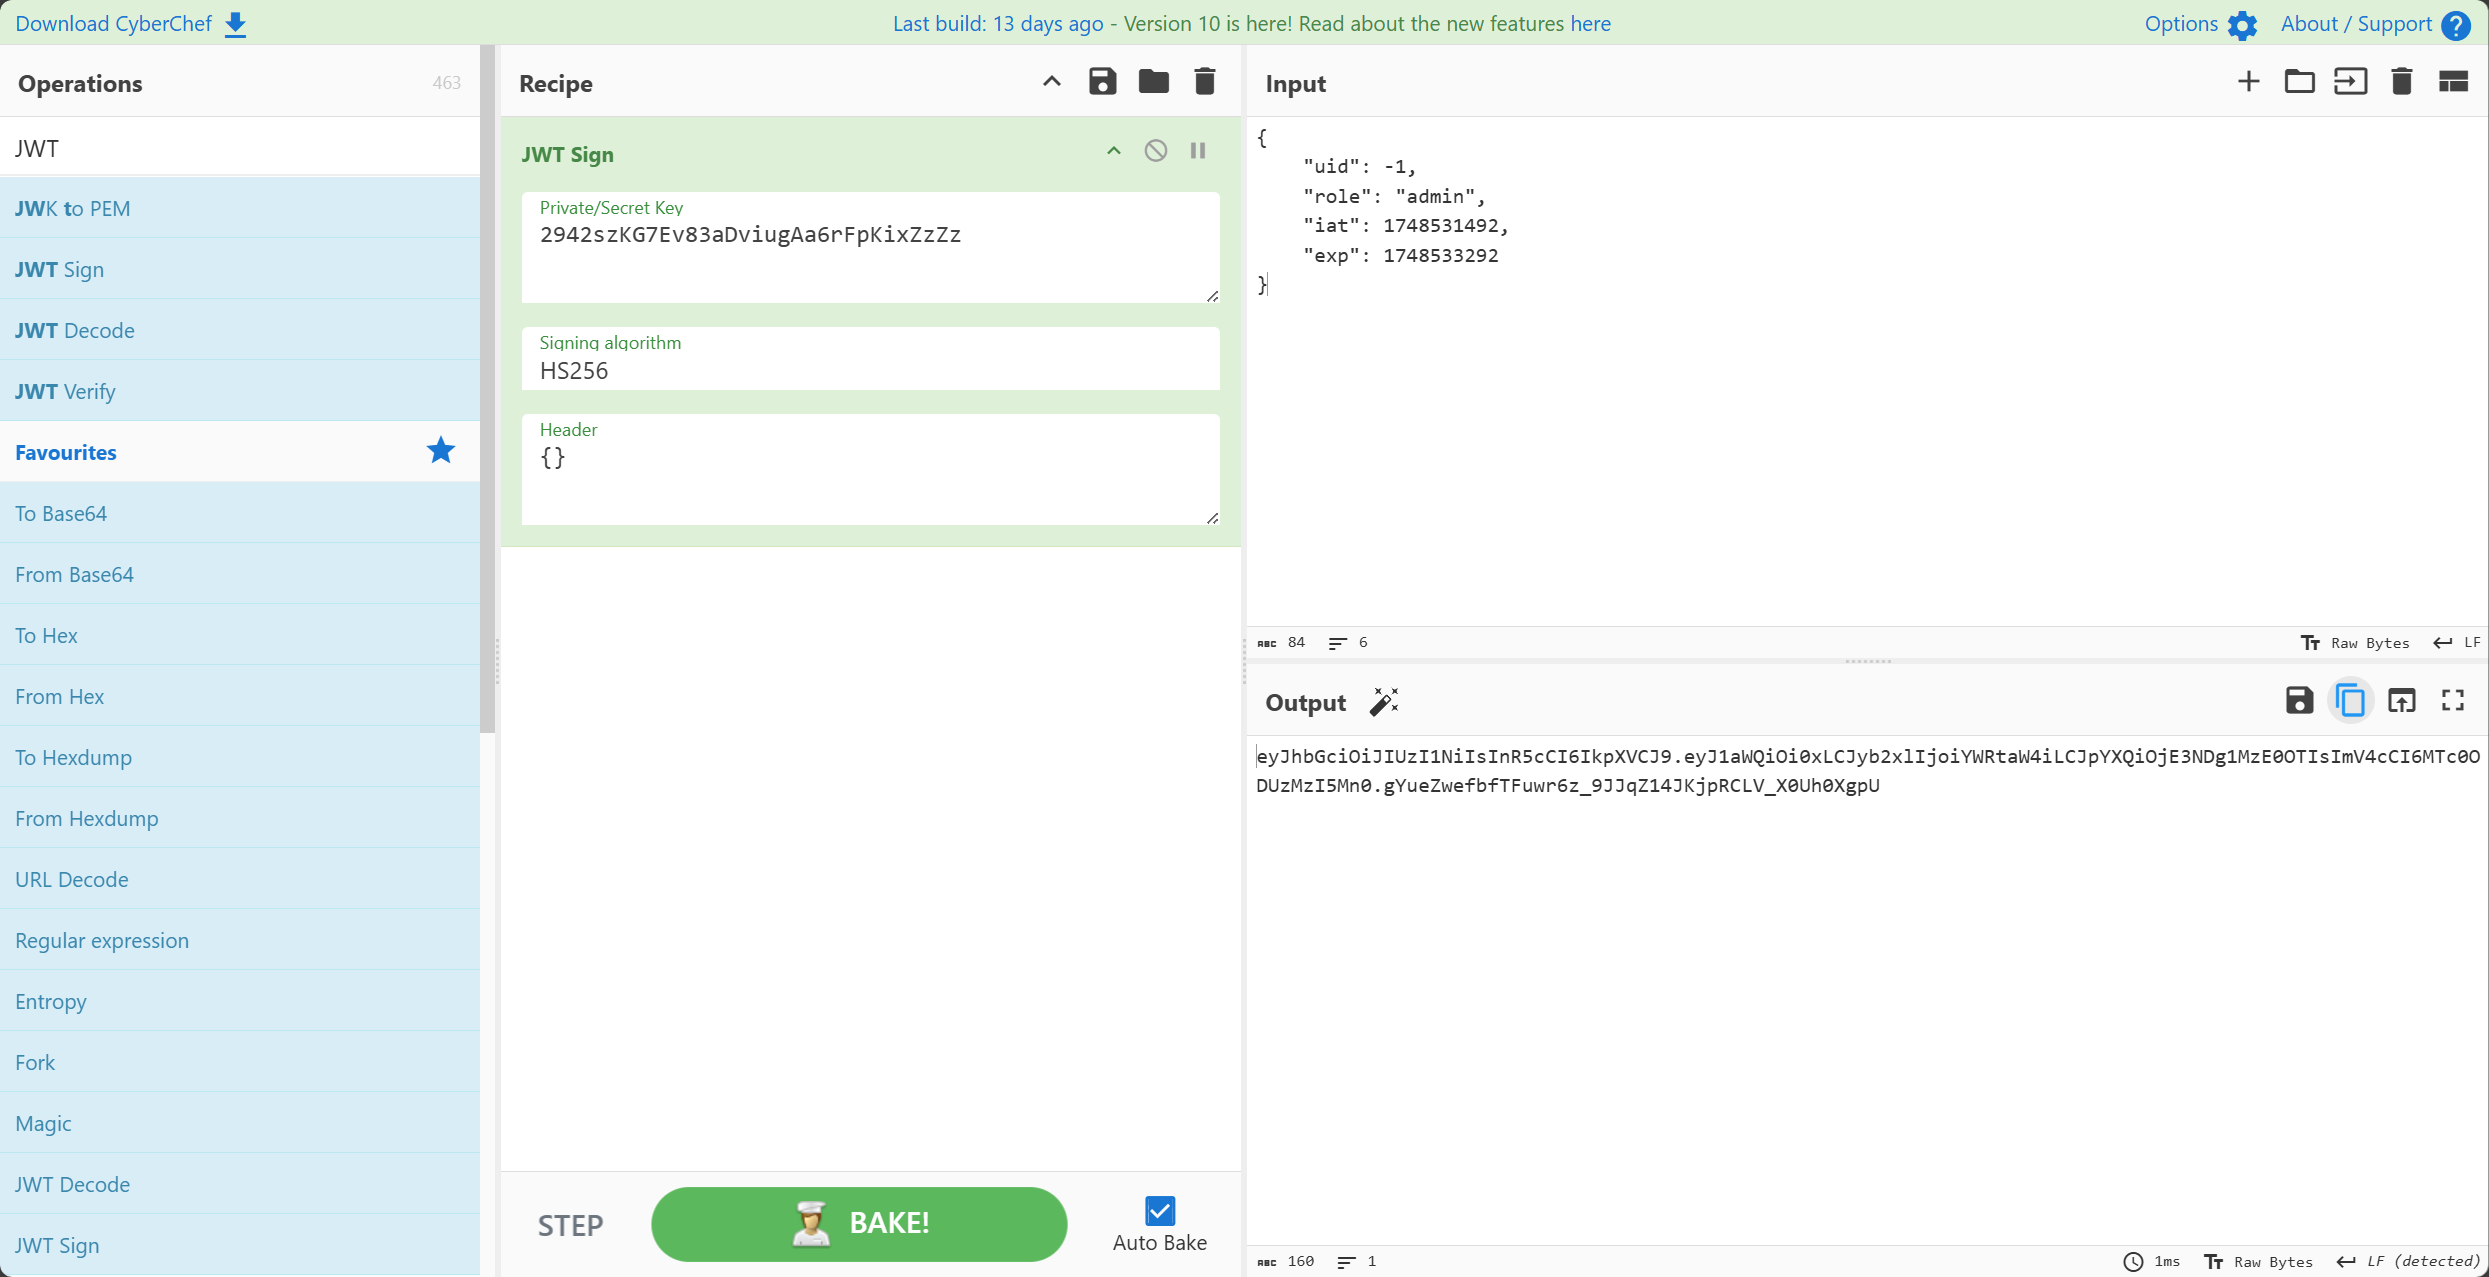 Download CyberChef
Last build: 13 days ago - Version 10 is here! Read about the new features here
Options
About / Support
Operations
463
JWT
JWK to PEM
JWT Sign
JWT Decode
JWT Verify
Favourites
To Base64
From Base64
To Hex
From Hex
To Hexdump
From Hexdump
URL Decode
Regular expression
Entropy
Fork
Magic
JWT Decode
JWT Sign
Recipe
JWT Sign
Private/Secret Key
2942szKG7Ev83aDviugAa6rFpKixZzZz
Signing algorithm
HS256
Header
{}
STEP
BAKE!
Auto Bake
Input
{
    "uid": -1,
    "role": "admin",
    "iat": 1748531492,
    "exp": 1748533292
}
ABC 84
6
Raw Bytes
LF
Output
eyJhbGciOiJIUzI1NiIsInR5cCI6IkpXVCJ9.eyJ1aWQiOi0xLCJyb2xlIjoiYWRtaW4iLCJpYXQiOjE3NDg1MzE0OTIsImV4cCI6MTc0O
DUzMzI5Mn0.gYueZwefbfTFuwr6z_9JJqZ14JKjpRCLV_X0Uh0XgpU
ABC 160
1
1ms
Raw Bytes
LF (detected)